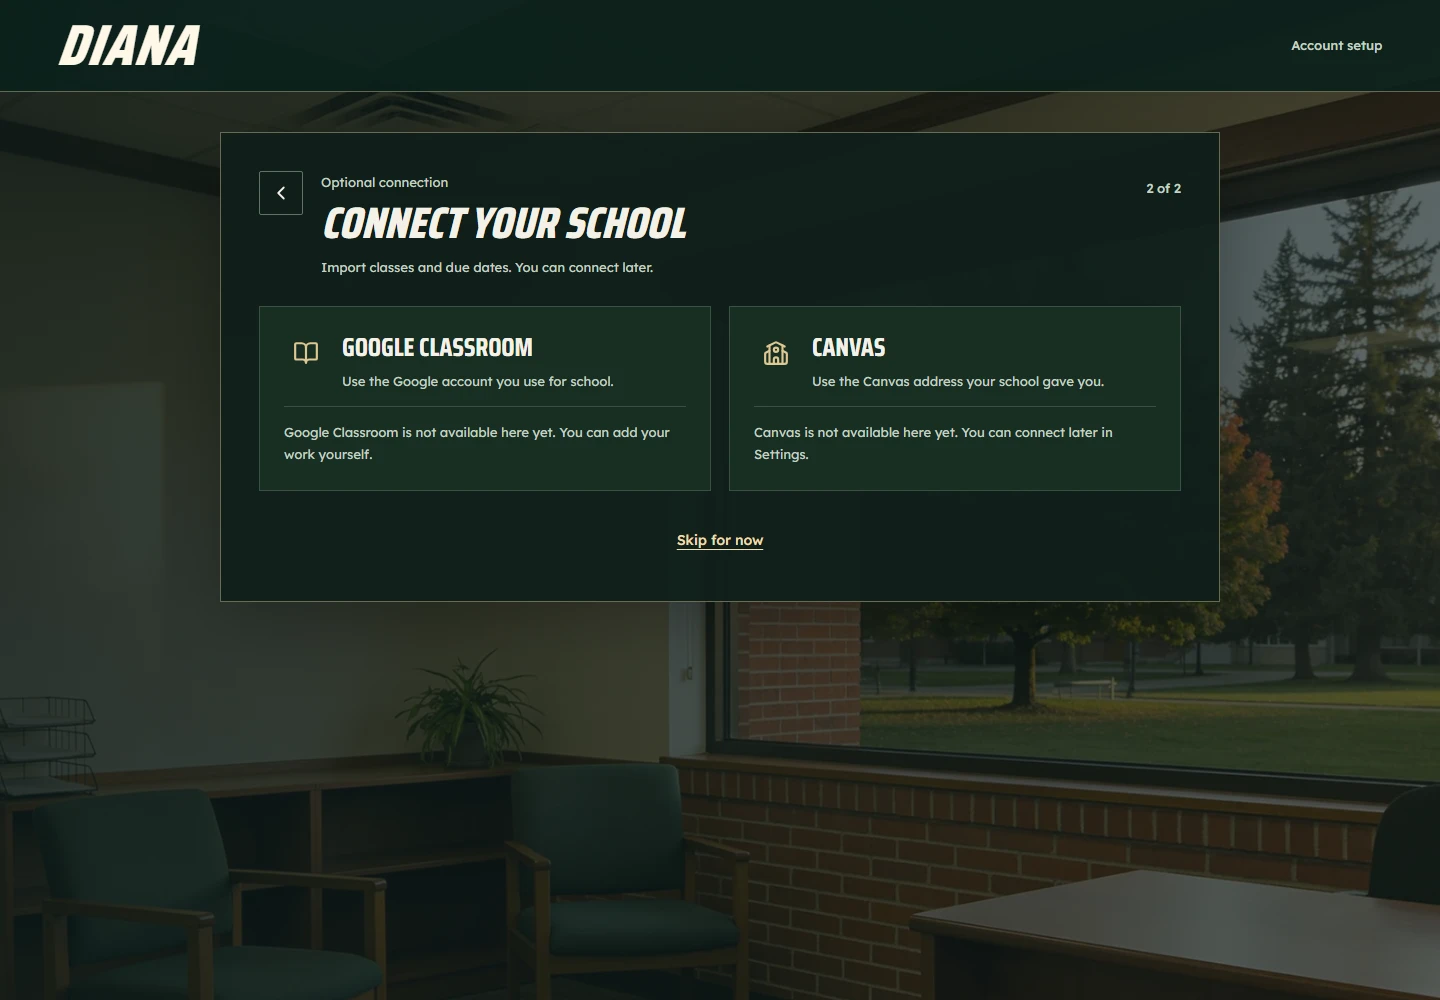 DIANA
Account setup
Optional connection
2 of 2
CONNECT YOUR SCHOOL
Import classes and due dates. You can connect later.
GOOGLE CLASSROOM
Use the Google account you use for school.
Google Classroom is not available here yet. You can add your
work yourself.
CANVAS
Use the Canvas address your school gave you.
Canvas is not available here yet. You can connect later in
Settings.
Skip for now